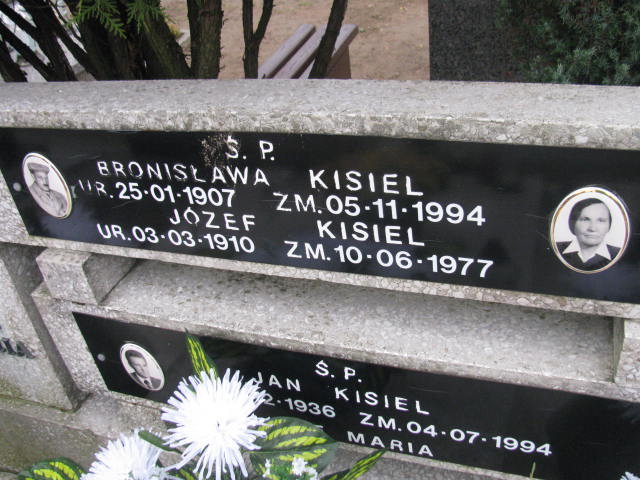 Ś. P.
BRONISŁAWA KISIEL
UR. 25·01·1907 ZM. 05·11·1994
JÓZEF KISIEL
UR. 03·03·1910 ZM. 10·06·1977
Ś. P.
JAN KISIEL
2·1936 ZM. 04·07·1994
MARIA